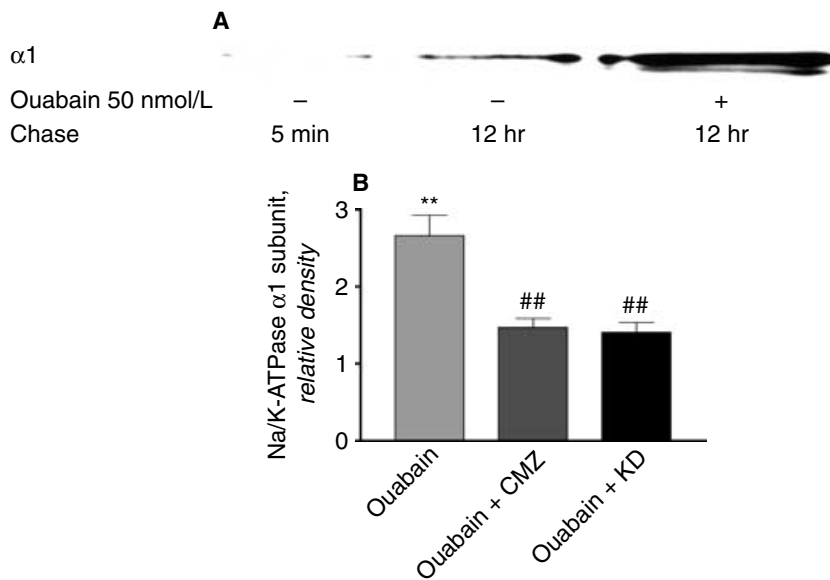 A
α1
Ouabain 50 nmol/L – – +
Chase 5 min 12 hr 12 hr
B
Na/K-ATPase α1 subunit,
relative density
3
2
1
0
**
##
##
Ouabain
Ouabain + CMZ
Ouabain + KD